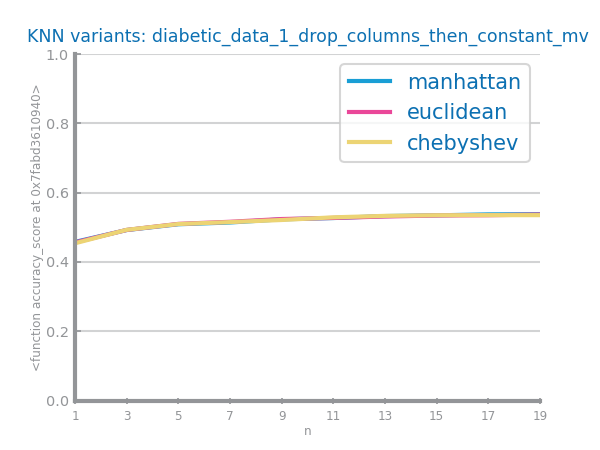 KNN variants: diabetic_data_1_drop_columns_then_constant_mv
<function accuracy_score at 0x7fabd3610940>
1.0
0.8
0.6
0.4
0.2
0.0
manhattan
euclidean
chebyshev
1 3 5 7 9 11 13 15 17 19
n